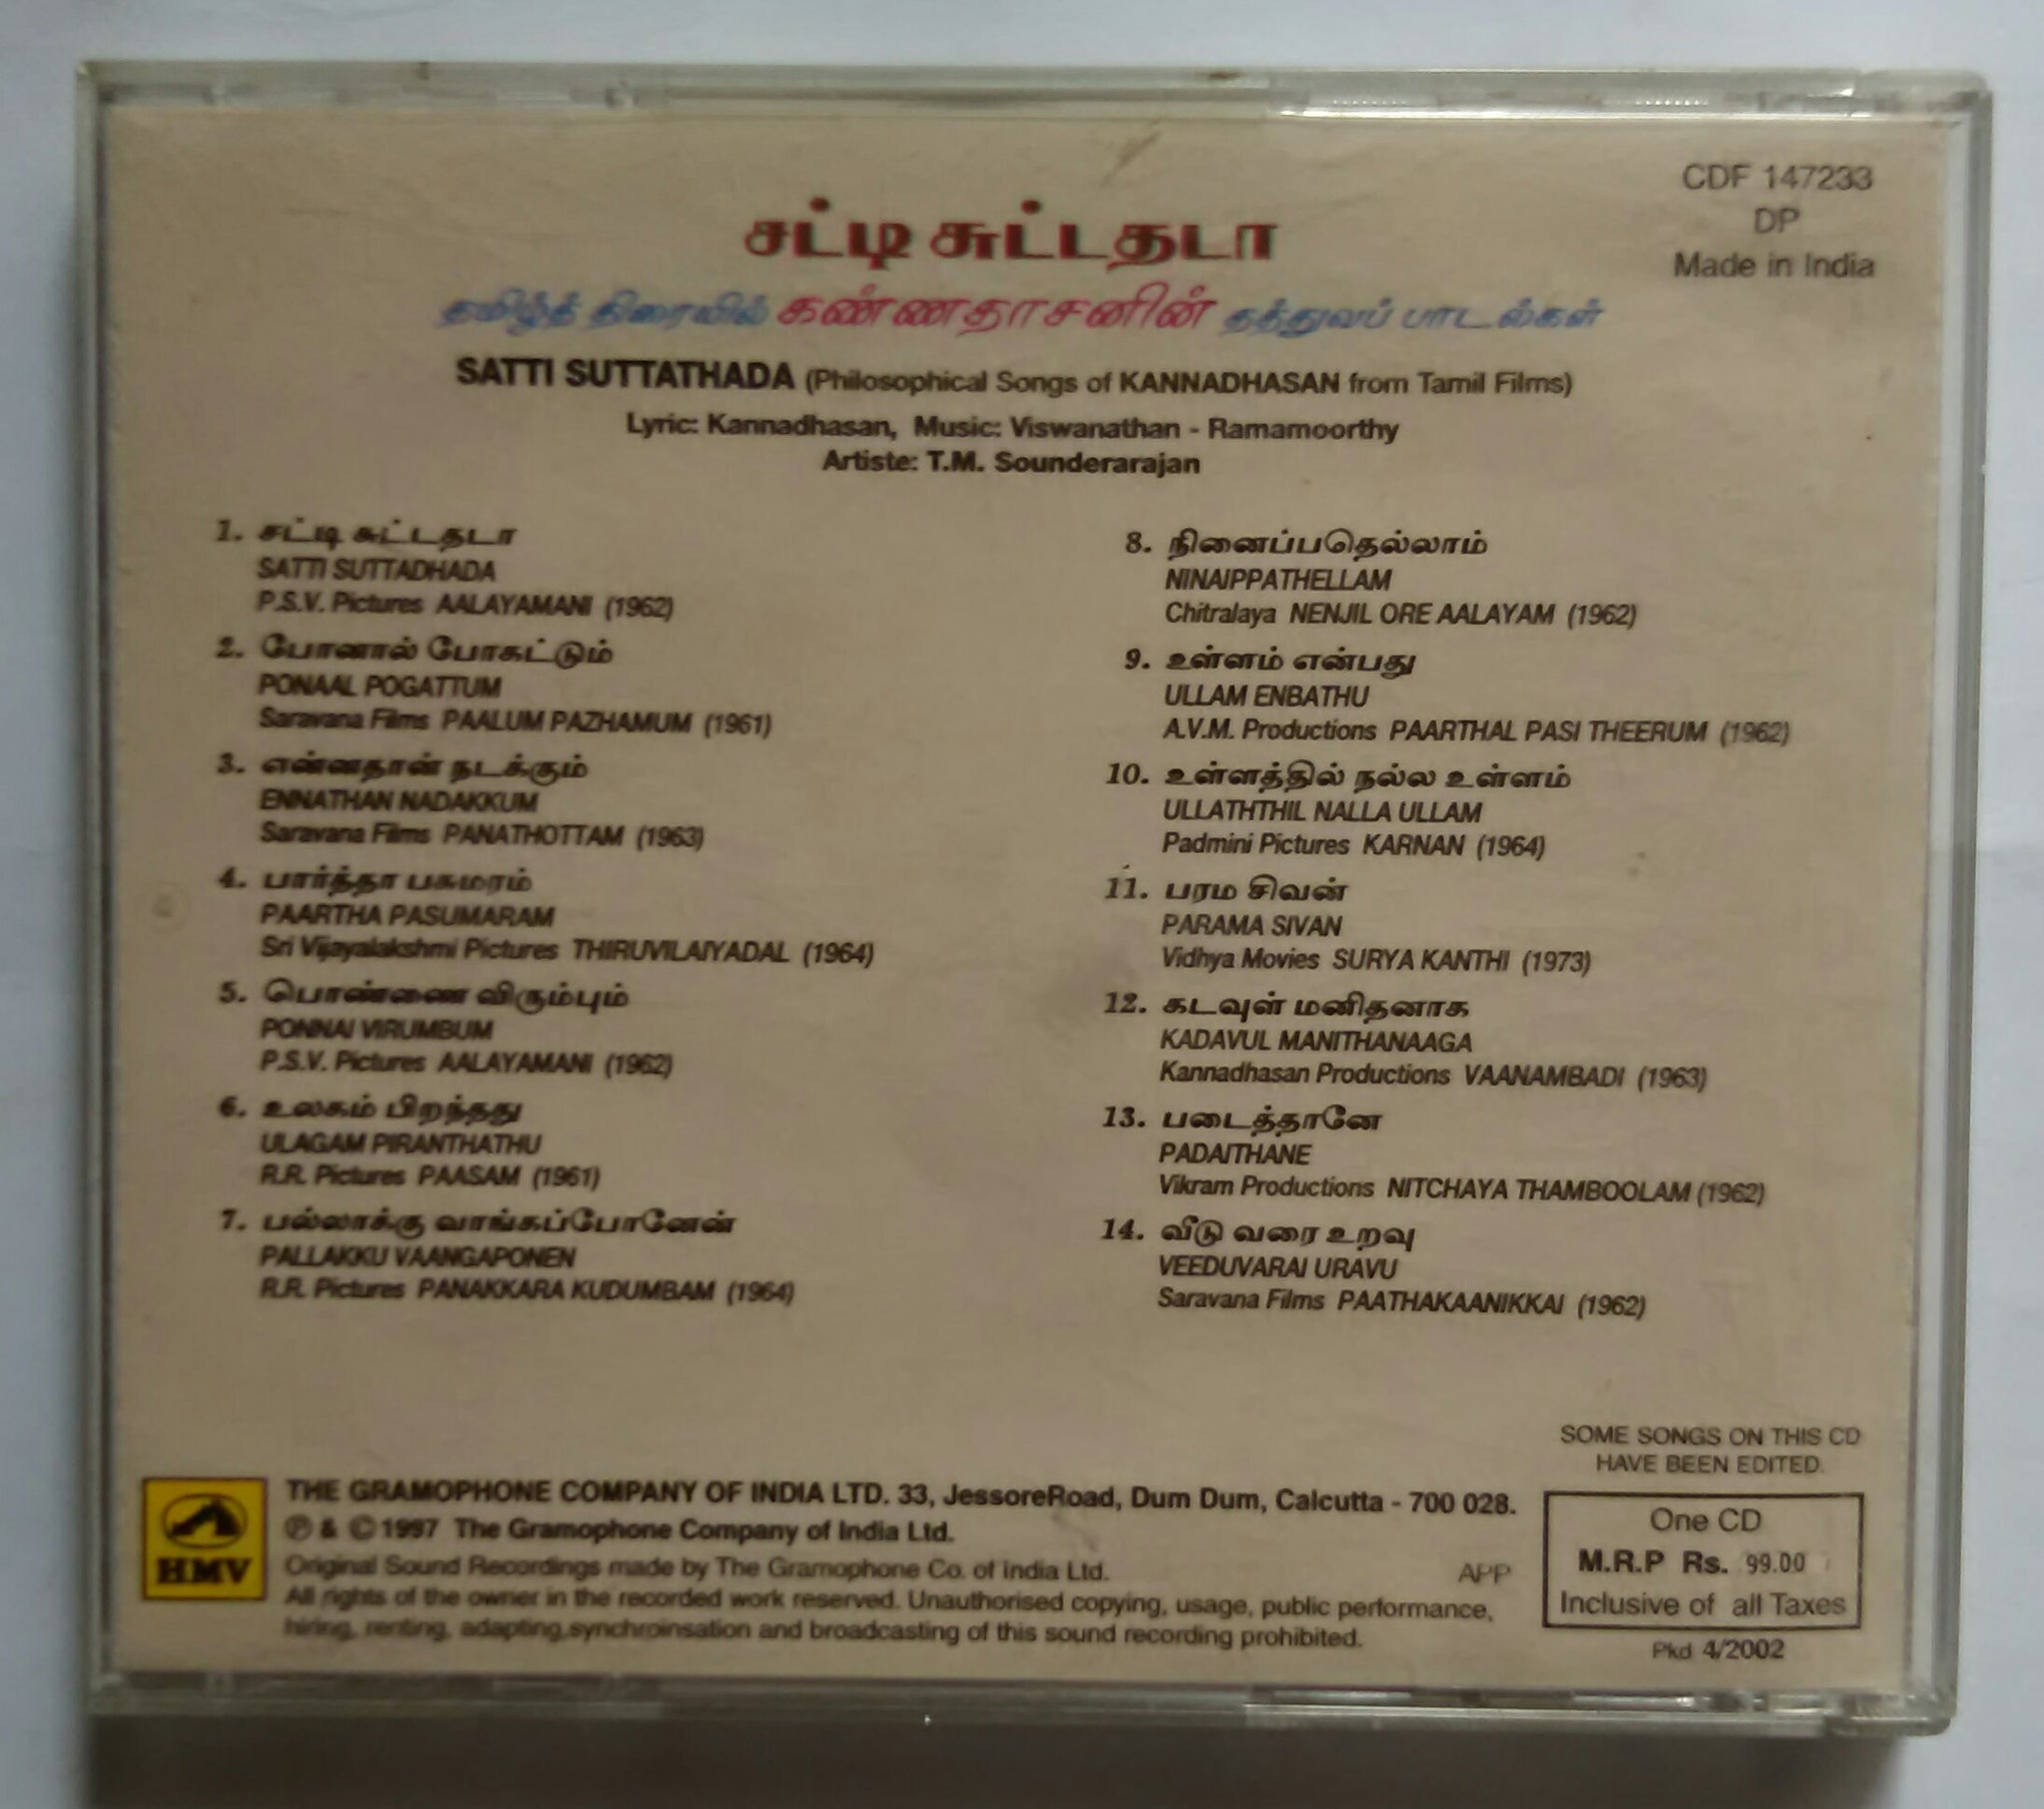 CDF 147233
DP
Made in India
சட்டி சுட்டதடா
தமிழ்த் திரையில் கண்ணதாசனின் தத்துவப் பாடல்கள்
SATTI SUTTATHADA (Philosophical Songs of KANNADHASAN from Tamil Films)
Lyric: Kannadhasan, Music: Viswanathan - Ramamoorthy
Artiste: T.M. Sounderarajan
1. சட்டி சுட்டதடா
SATTI SUTTADHADA
P.S.V. Pictures AALAYAMANI (1962)
2. போனால் போகட்டும்
PONAAL POGATTUM
Saravana Films PAALUM PAZHAMUM (1961)
3. என்னதான் நடக்கும்
ENNATHAN NADAKKUM
Saravana Films PANATHOTTAM (1963)
4. பார்த்தா பசுமரம்
PAARTHA PASUMARAM
Sri Vijayalakshmi Pictures THIRUVILAIYADAL (1964)
5. பொண்ணை விரும்பும்
PONNAI VIRUMBUM
P.S.V. Pictures AALAYAMANI (1962)
6. உலகம் பிறந்தது
ULAGAM PIRANTHATHU
R.R. Pictures PAASAM (1961)
7. பல்லாக்கு வாங்கப்போனேன்
PALLAKKU VAANGAPONEN
R.R. Pictures PANAKKARA KUDUMBAM (1964)
8. நினைப்பதெல்லாம்
NINAIPPATHELLAM
Chitralaya NENJIL ORE AALAYAM (1962)
9. உள்ளம் என்பது
ULLAM ENBATHU
A.V.M. Productions PAARTHAL PASI THEERUM (1962)
10. உள்ளத்தில் நல்ல உள்ளம்
ULLATHTHIL NALLA ULLAM
Padmini Pictures KARNAN (1964)
11. பரம சிவன்
PARAMA SIVAN
Vidhya Movies SURYA KANTHI (1973)
12. கடவுள் மனிதனாக
KADAVUL MANITHANAAGA
Kannadhasan Productions VAANAMBADI (1963)
13. படைத்தானே
PADAITHANE
Vikram Productions NITCHAYA THAMBOOLAM (1962)
14. வீடு வரை உறவு
VEEDUVARAI URAVU
Saravana Films PAATHAKAANIKKAI (1962)
SOME SONGS ON THIS CD
HAVE BEEN EDITED.
HMV
THE GRAMOPHONE COMPANY OF INDIA LTD. 33, JessoreRoad, Dum Dum, Calcutta - 700 028.
℗ & © 1997 The Gramophone Company of India Ltd.
Original Sound Recordings made by The Gramophone Co. of India Ltd.
APP
All rights of the owner in the recorded work reserved. Unauthorised copying, usage, public performance,
hiring, renting, adapting,synchroinsation and broadcasting of this sound recording prohibited.
One CD
M.R.P Rs. 99.00
Inclusive of all Taxes
Pkd 4/2002